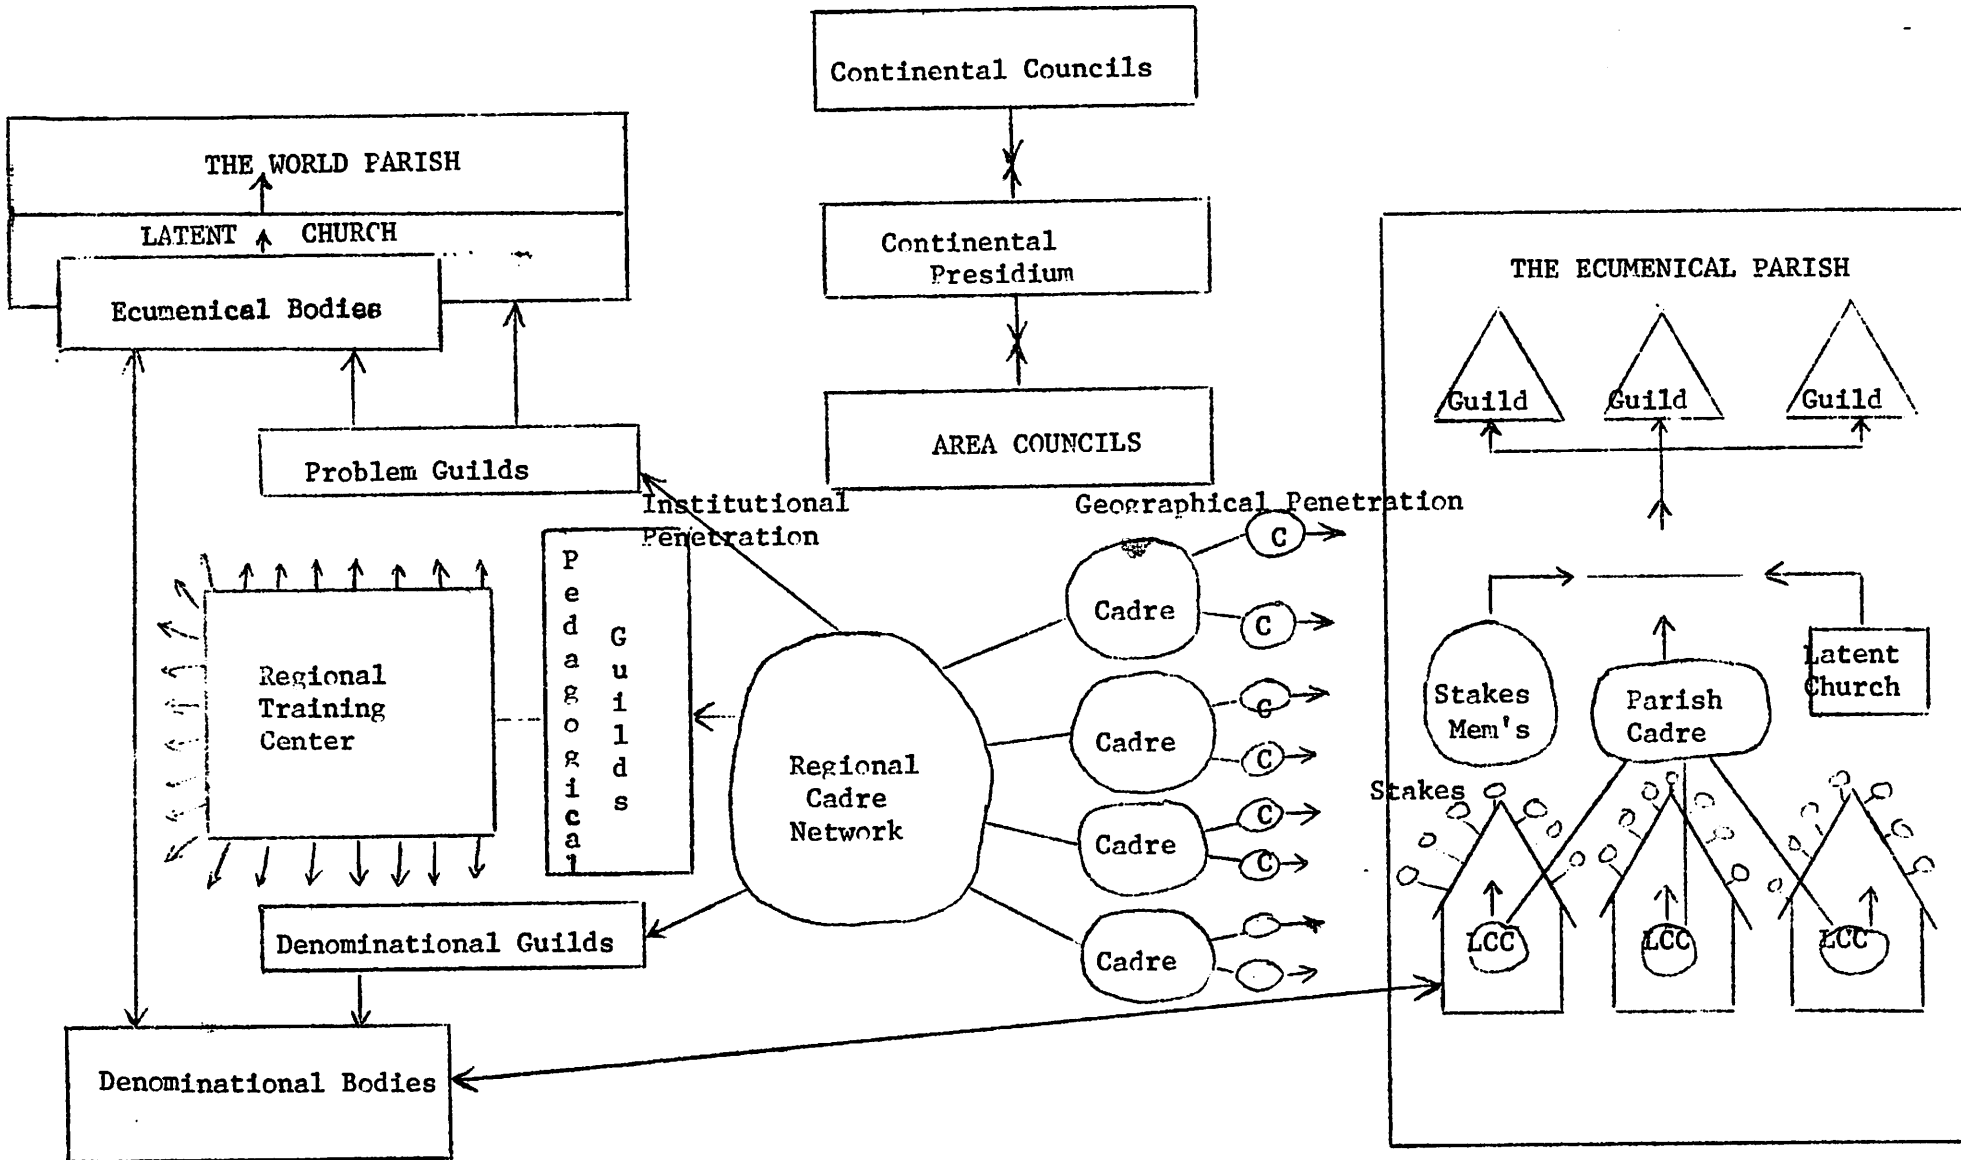 Continental Councils
THE WORLD PARISH
LATENT CHURCH
Ecumenical Bodies
Continental
Presidium
THE ECUMENICAL PARISH
Guild Guild Guild
AREA COUNCILS
Problem Guilds
Institutional
Penetration
Geographical Penetration
Pedagogical
Guilds
Regional
Training
Center
Regional
Cadre
Network
Cadre
C
C
Cadre
C
C
Cadre
C
C
Cadre
Stakes
Mem's
Parish
Cadre
Latent
Church
Stakes
LCC LCC LCC
Denominational Guilds
Denominational Bodies